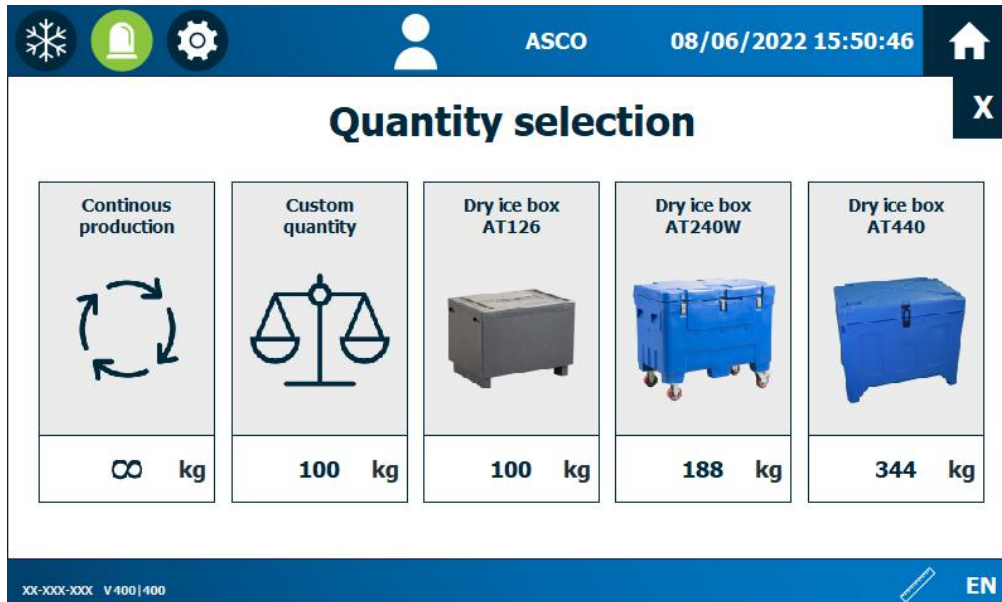 ASCO 08/06/2022 15:50:46
X
Quantity selection
Continous
production
Custom
quantity
Dry ice box
AT126
Dry ice box
AT240W
Dry ice box
AT440
∞ kg
100 kg
100 kg
188 kg
344 kg
XX-XXX-XXX V400|400
EN